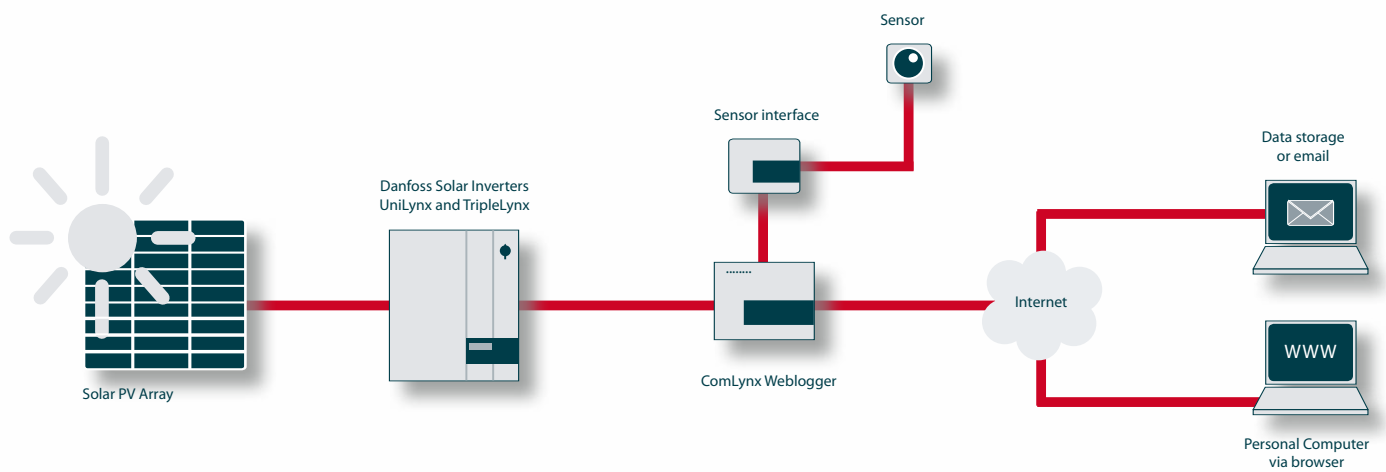 Sensor
Sensor interface
Data storage
or email
Danfoss Solar Inverters
UniLynx and TripleLynx
Internet
WWW
Solar PV Array
ComLynx Weblogger
Personal Computer
via browser